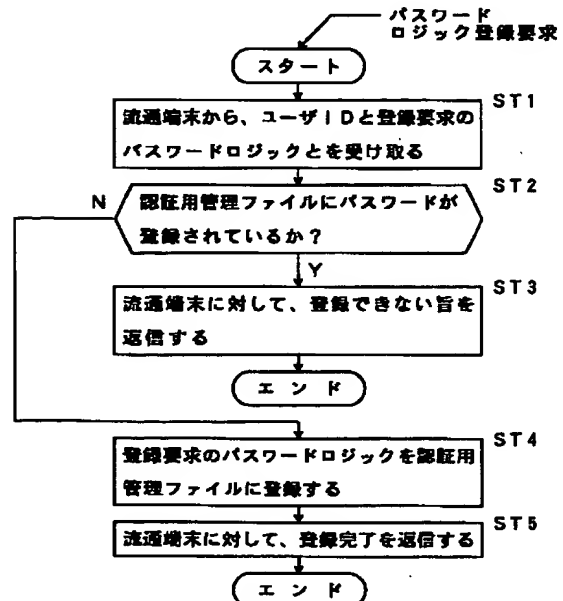 パスワード
ロジック登録要求
スタート
ST1
流通端末から、ユーザIDと登録要求の
パスワードロジックとを受け取る
ST2
N
認証用管理ファイルにパスワードが
登録されているか?
Y
ST3
流通端末に対して、登録できない旨を
返信する
エンド
ST4
登録要求のパスワードロジックを認証用
管理ファイルに登録する
ST5
流通端末に対して、登録完了を返信する
エンド